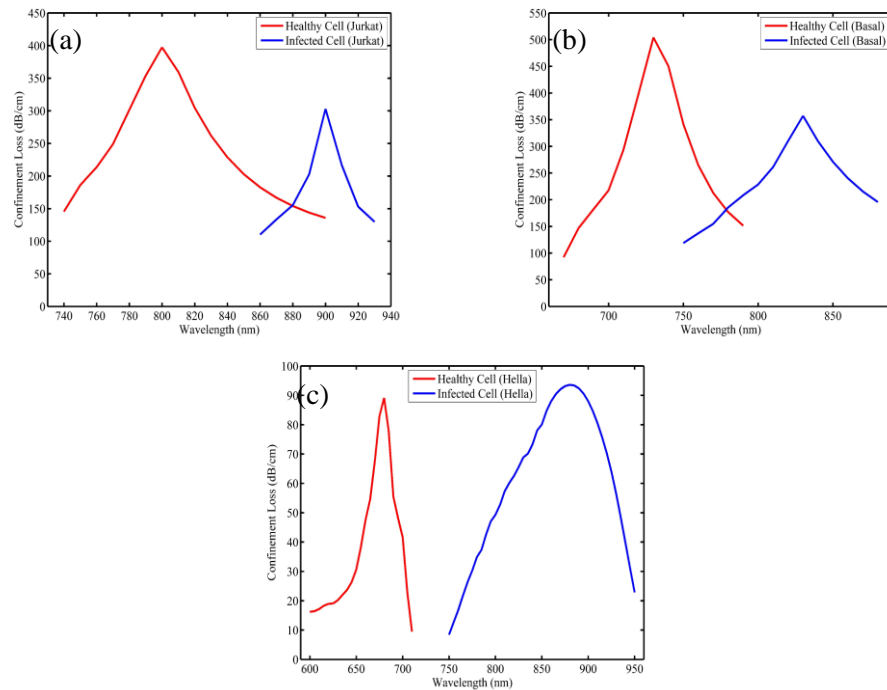 (a)
Healthy Cell (Jurkat)
Infected Cell (Jurkat)
Confinement Loss (dB/cm)
450
400
350
300
250
200
150
100
50
0
740 760 780 800 820 840 860 880 900 920 940
Wavelength (nm)
(b)
Healthy Cell (Basal)
Infected Cell (Basal)
Confinement Loss (dB/cm)
550
500
450
400
350
300
250
200
150
100
50
0
700 750 800 850
Wavelength (nm)
(c)
Healthy Cell (Hella)
Infected Cell (Hella)
Confinement Loss (dB/cm)
100
90
80
70
60
50
40
30
20
10
0
600 650 700 750 800 850 900 950
Wavelength (nm)